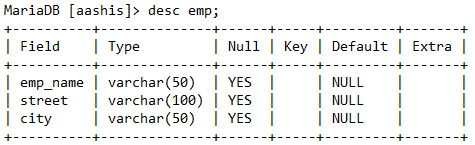 MariaDB [aashis]> desc emp;
+----------+--------------+------+-----+---------+-------+
| Field    | Type         | Null | Key | Default | Extra |
+----------+--------------+------+-----+---------+-------+
| emp_name | varchar(50)  | YES  |     | NULL    |       |
| street   | varchar(100) | YES  |     | NULL    |       |
| city     | varchar(50)  | YES  |     | NULL    |       |
+----------+--------------+------+-----+---------+-------+